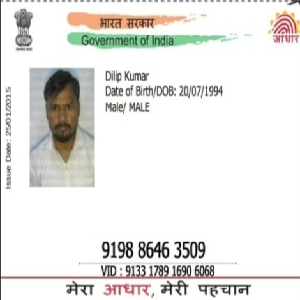 भारत सरकार
Government of India
आधार
Issue Date: 25/01/2015
Dilip Kumar
Date of Birth/DOB: 20/07/1994
Male/ MALE
9198 8646 3509
VID : 9133 1789 1690 6068
मेरा आधार, मेरी पहचान